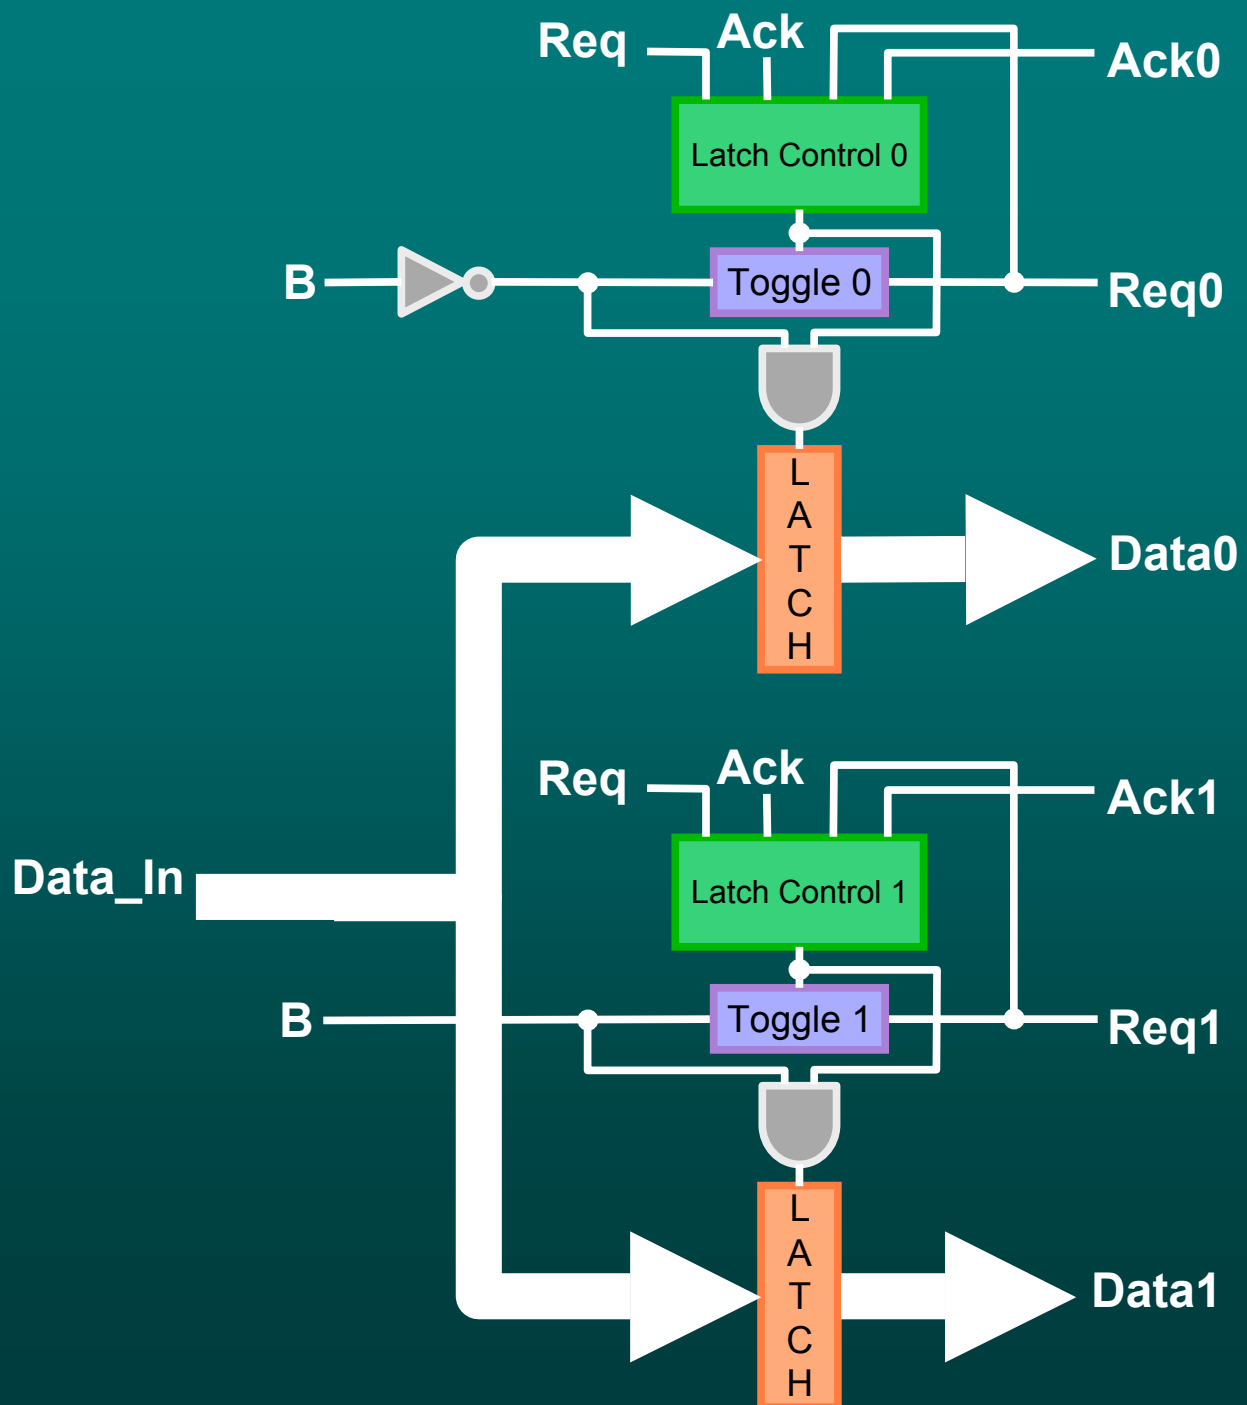 Req
Ack
Ack0
Latch Control 0
B
Toggle 0
Req0
L
A
T
C
H
Data0
Req
Ack
Ack1
Latch Control 1
Data_In
B
Toggle 1
Req1
L
A
T
C
H
Data1